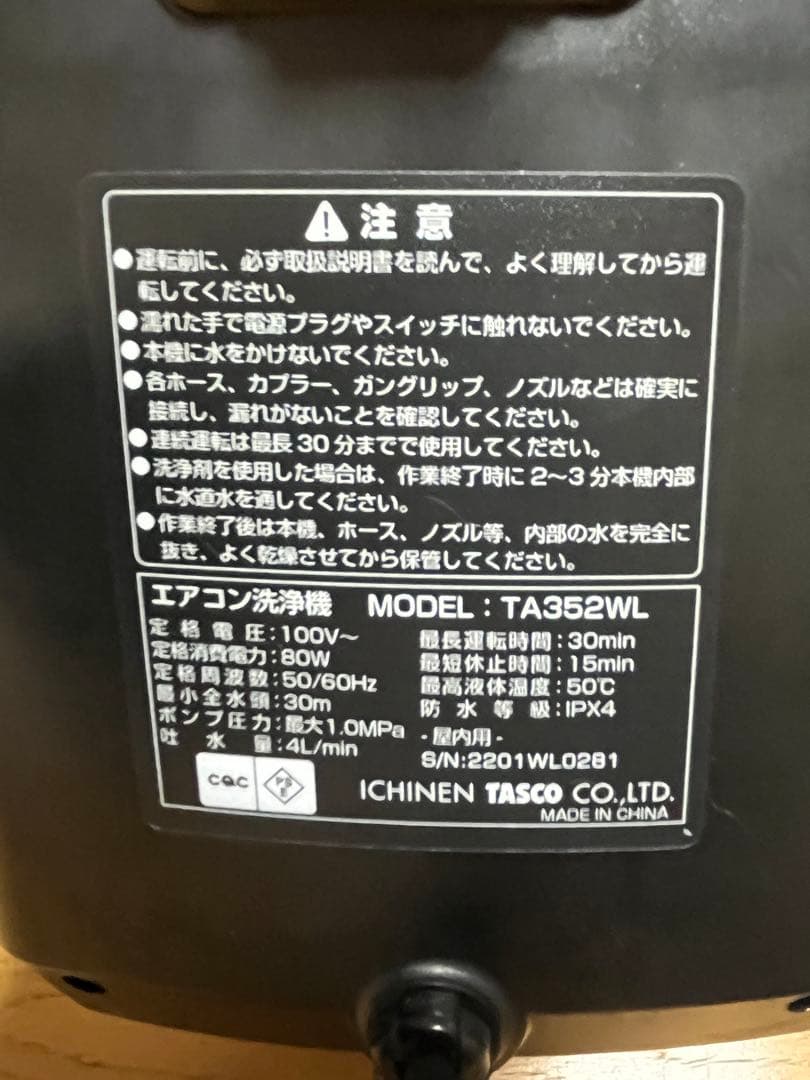 注意
●運転前に、必ず取扱説明書を読んで、よく理解してから運
転してください。
●濡れた手で電源プラグやスイッチに触れないでください。
●本機に水をかけないでください。
●各ホース、カプラー、ガングリップ、ノズルなどは確実に
接続し、漏れがないことを確認してください。
●連続運転は最長30分までで使用してください。
●洗浄剤を使用した場合は、作業終了時に2〜3分本機内部
に水道水を通してください。
●作業終了後は本機、ホース、ノズル等、内部の水を完全に
抜き、よく乾燥させてから保管してください。
エアコン洗浄機 MODEL:TA352WL
定格電圧:100V〜
定格消費電力:80W
定格周波数:50/60Hz
最小全水頭:30m
ポンプ圧力:最大1.0MPa
吐水量:4L/min
最長運転時間:30min
最短休止時間:15min
最高液体温度:50℃
防水等級:IPX4
-屋内用-
S/N:2201WL0281
CQC
PSE
ICHINEN TASCO CO.,LTD.
MADE IN CHINA